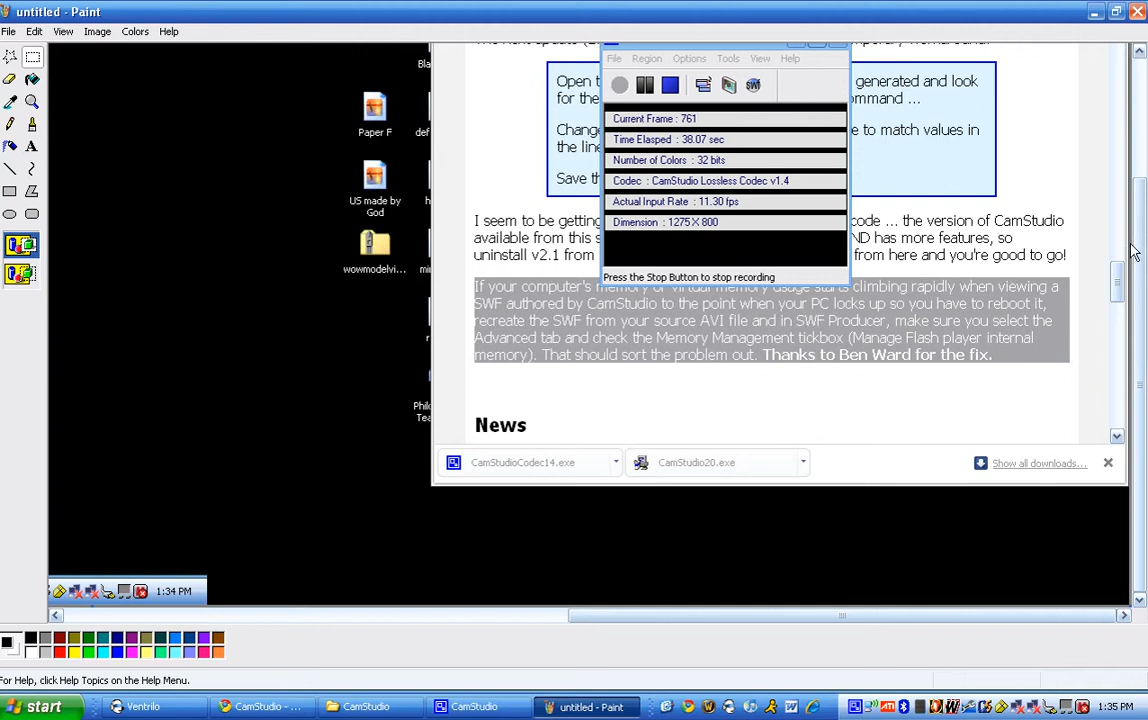 untitled - Paint
File Edit View Image Colors Help
Bla
Paper F
def
US made by
God
h
wowmodelvi...
mi
Philo
Tea
Open t
for the
Chang
the lin
Save th
generated and look
ommand ...
e to match values in
File Region Options Tools View Help
Current Frame : 761
Time Elasped : 38.07 sec
Number of Colors : 32 bits
Codec : CamStudio Lossless Codec v1.4
Actual Input Rate : 11.30 fps
Dimension : 1275 X 800
Press the Stop Button to stop recording
I seem to be getting
code ... the version of CamStudio
available from this s
ND has more features, so
uninstall v2.1 from
from here and you're good to go!
If your computer's memory or virtual memory usage starts climbing rapidly when viewing a
SWF authored by CamStudio to the point when your PC locks up so you have to reboot it,
recreate the SWF from your source AVI file and in SWF Producer, make sure you select the
Advanced tab and check the Memory Management tickbox (Manage Flash player internal
memory). That should sort the problem out. Thanks to Ben Ward for the fix.
News
CamStudioCodec14.exe
CamStudio20.exe
Show all downloads...
1:34 PM
For Help, click Help Topics on the Help Menu.
start
Ventrilo
CamStudio - ...
CamStudio
CamStudio
untitled - Paint
1:35 PM